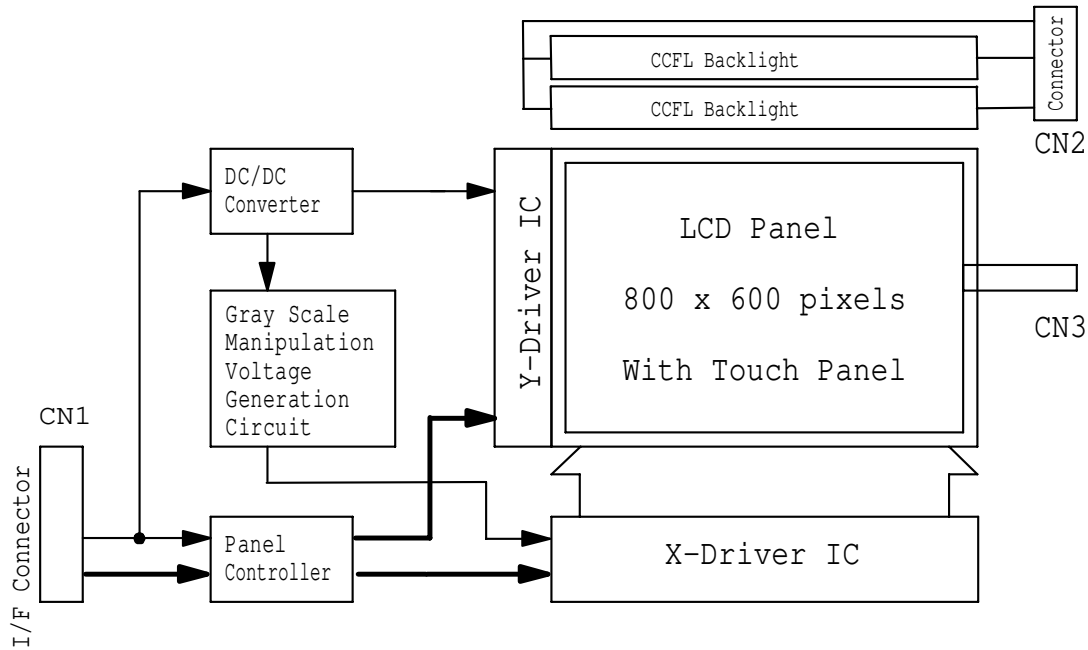 CCFL Backlight
CCFL Backlight
Connector
CN2
DC/DC
Converter
Y-Driver IC
LCD Panel
800 x 600 pixels
With Touch Panel
CN3
Gray Scale
Manipulation
Voltage
Generation
Circuit
CN1
I/F Connector
Panel
Controller
X-Driver IC